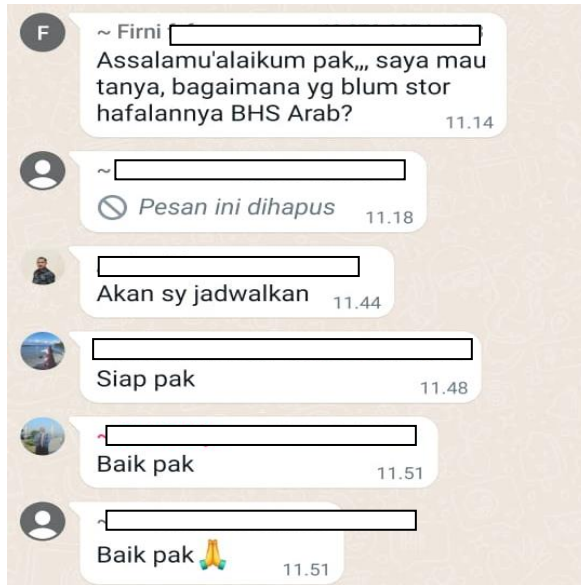 F
~ Firni
Assalamu'alaikum pak,,, saya mau
tanya, bagaimana yg blum stor
hafalannya BHS Arab?
11.14
~
Pesan ini dihapus
11.18
Akan sy jadwalkan
11.44
Siap pak
11.48
~
Baik pak
11.51
~
Baik pak🙏
11.51